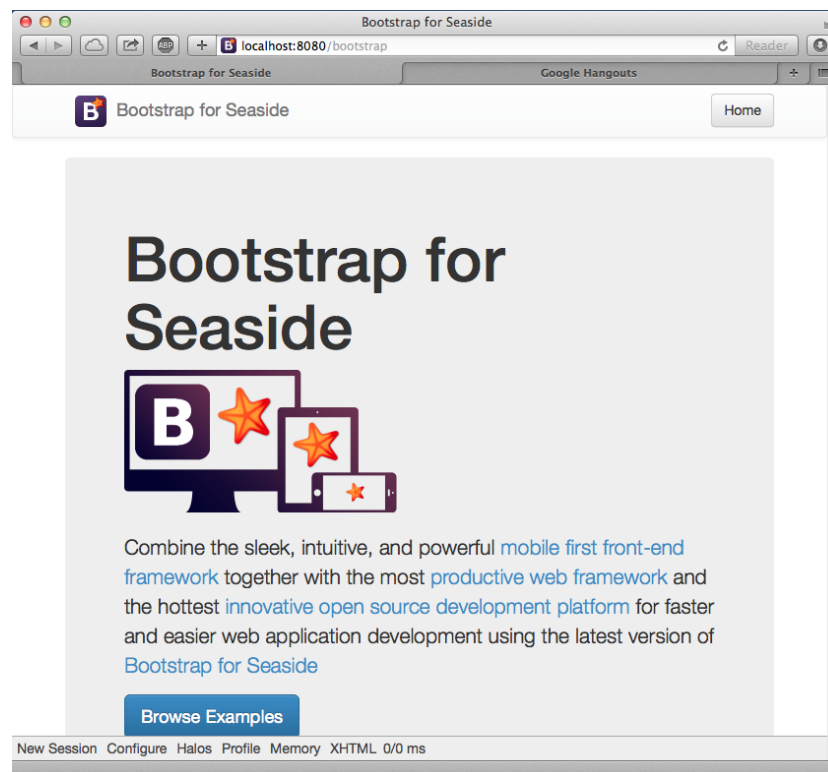 Bootstrap for Seaside
ABP
+ B localhost:8080/bootstrap Reader
Bootstrap for Seaside Google Hangouts +
B Bootstrap for Seaside Home
Bootstrap for
Seaside
B
Combine the sleek, intuitive, and powerful mobile first front-end
framework together with the most productive web framework and
the hottest innovative open source development platform for faster
and easier web application development using the latest version of
Bootstrap for Seaside
Browse Examples
New Session Configure Halos Profile Memory XHTML 0/0 ms